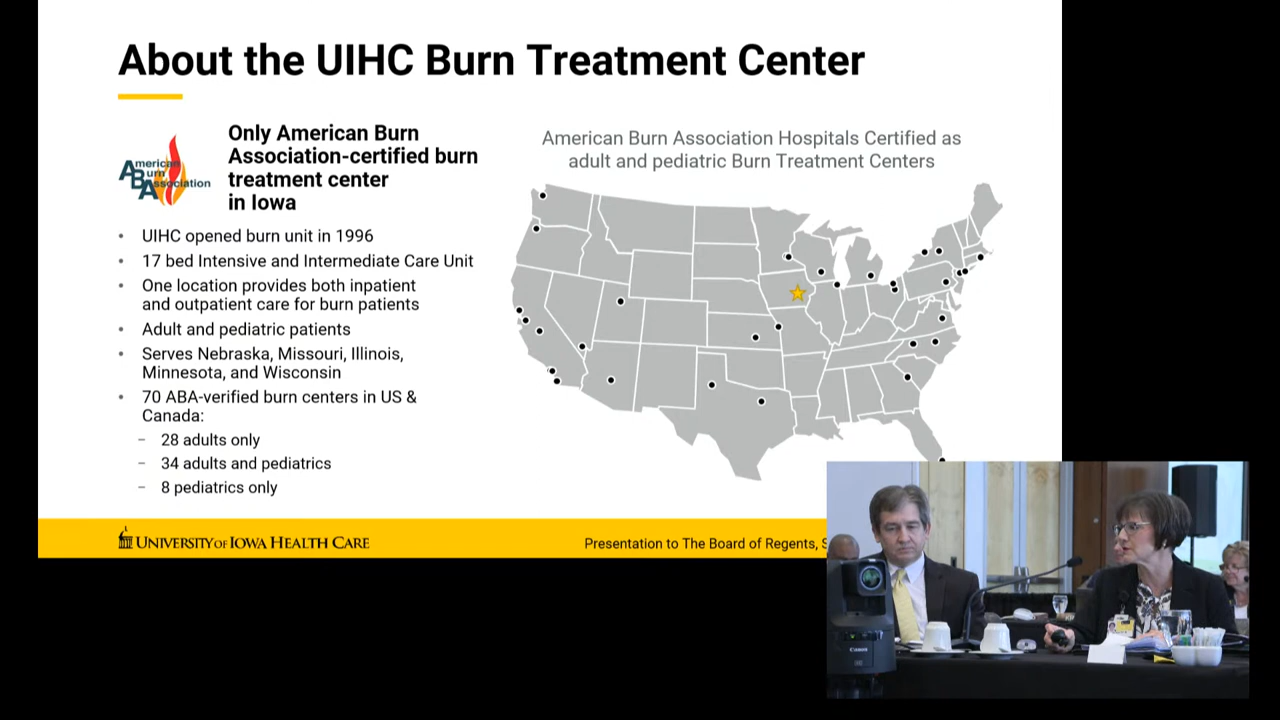 About the UIHC Burn Treatment Center
American
Burn
Association
Only American Burn
Association-certified burn
treatment center
in Iowa
• UIHC opened burn unit in 1996
• 17 bed Intensive and Intermediate Care Unit
• One location provides both inpatient
and outpatient care for burn patients
• Adult and pediatric patients
• Serves Nebraska, Missouri, Illinois,
Minnesota, and Wisconsin
• 70 ABA-verified burn centers in US &
Canada:
– 28 adults only
– 34 adults and pediatrics
– 8 pediatrics only
American Burn Association Hospitals Certified as
adult and pediatric Burn Treatment Centers
UNIVERSITY OF IOWA HEALTH CARE
Presentation to The Board of Regents, S
Canon